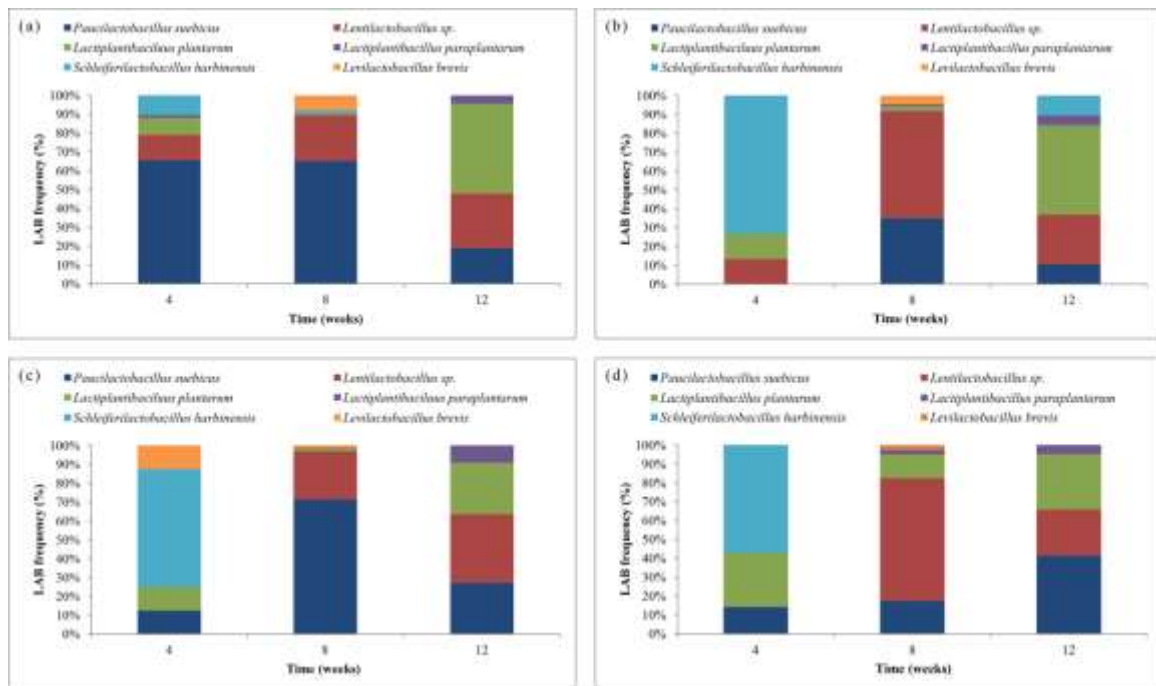 (a)
Paucilactobacillus suebicus Lentilactobacillus sp.
Lactiplantibacilsus plantarum Lactiplantibacillus paraplantarum
Schleiferilactobacillus harbinensis Levilactobacillus brevis
100%
90%
80%
70%
60%
50%
40%
30%
20%
10%
0%
LAB frequency (%)
4 8 12
Time (weeks)
(b)
Paucilactobacillus suebicus Lentilactobacillus sp.
Lactiplantibacilsus plantarum Lactiplantibacillus paraplantarum
Schleiferilactobacillus harbinensis Levilactobacillus brevis
100%
90%
80%
70%
60%
50%
40%
30%
20%
10%
0%
LAB frequency (%)
4 8 12
Time (weeks)
(c)
Paucilactobacillus suebicus Lentilactobacillus sp.
Lactiplantibacilsus plantarum Lactiplantibacillus paraplantarum
Schleiferilactobacillus harbinensis Levilactobacillus brevis
100%
90%
80%
70%
60%
50%
40%
30%
20%
10%
0%
LAB frequency (%)
4 8 12
Time (weeks)
(d)
Paucilactobacillus suebicus Lentilactobacillus sp.
Lactiplantibacilsus plantarum Lactiplantibacillus paraplantarum
Schleiferilactobacillus harbinensis Levilactobacillus brevis
100%
90%
80%
70%
60%
50%
40%
30%
20%
10%
0%
LAB frequency (%)
4 8 12
Time (weeks)